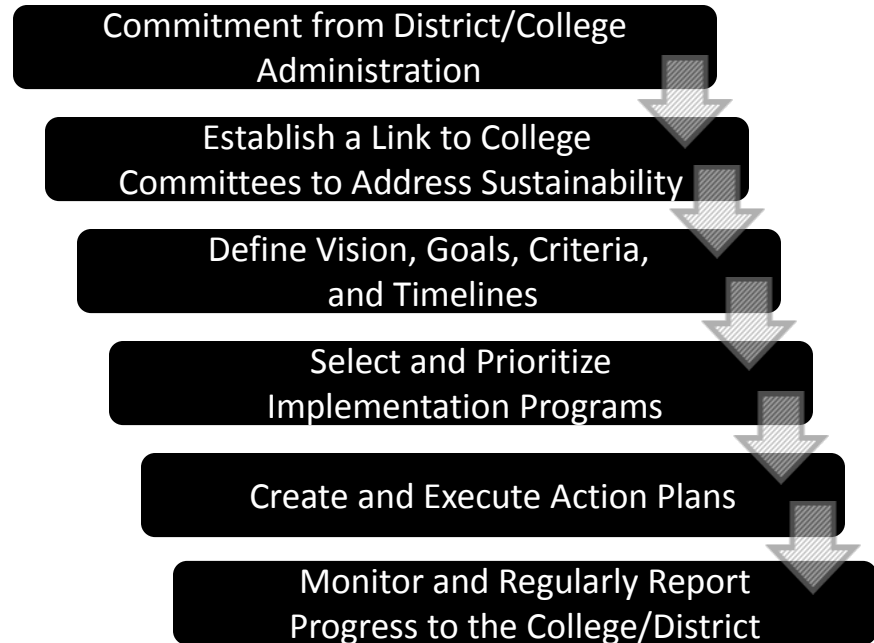 Commitment from District/College
Administration
Establish a Link to College
Committees to Address Sustainability
Define Vision, Goals, Criteria,
and Timelines
Select and Prioritize
Implementation Programs
Create and Execute Action Plans
Monitor and Regularly Report
Progress to the College/District